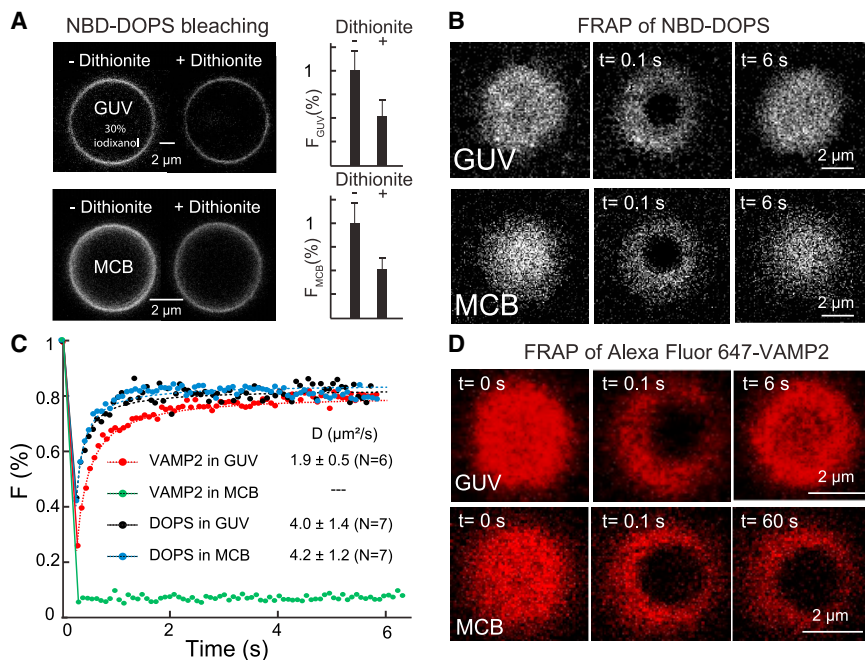 A
NBD-DOPS bleaching
- Dithionite
+ Dithionite
GUV
30%
iodixanol
2 µm
Dithionite
- +
1
F_GUV(%)
- Dithionite
+ Dithionite
MCB
2 µm
Dithionite
- +
1
F_MCB(%)
B
FRAP of NBD-DOPS
GUV
t= 0.1 s
t= 6 s
2 µm
MCB
t= 0.1 s
t= 6 s
2 µm
C
1
0.8
0.6
0.4
0.2
0
F (%)
D (µm²/s)
VAMP2 in GUV 1.9 ± 0.5 (N=6)
VAMP2 in MCB ---
DOPS in GUV 4.0 ± 1.4 (N=7)
DOPS in MCB 4.2 ± 1.2 (N=7)
0 2 4 6
Time (s)
D
FRAP of Alexa Fluor 647-VAMP2
t= 0 s
GUV
t= 0.1 s
t= 6 s
2 µm
t= 0 s
MCB
t= 0.1 s
t= 60 s
2 µm